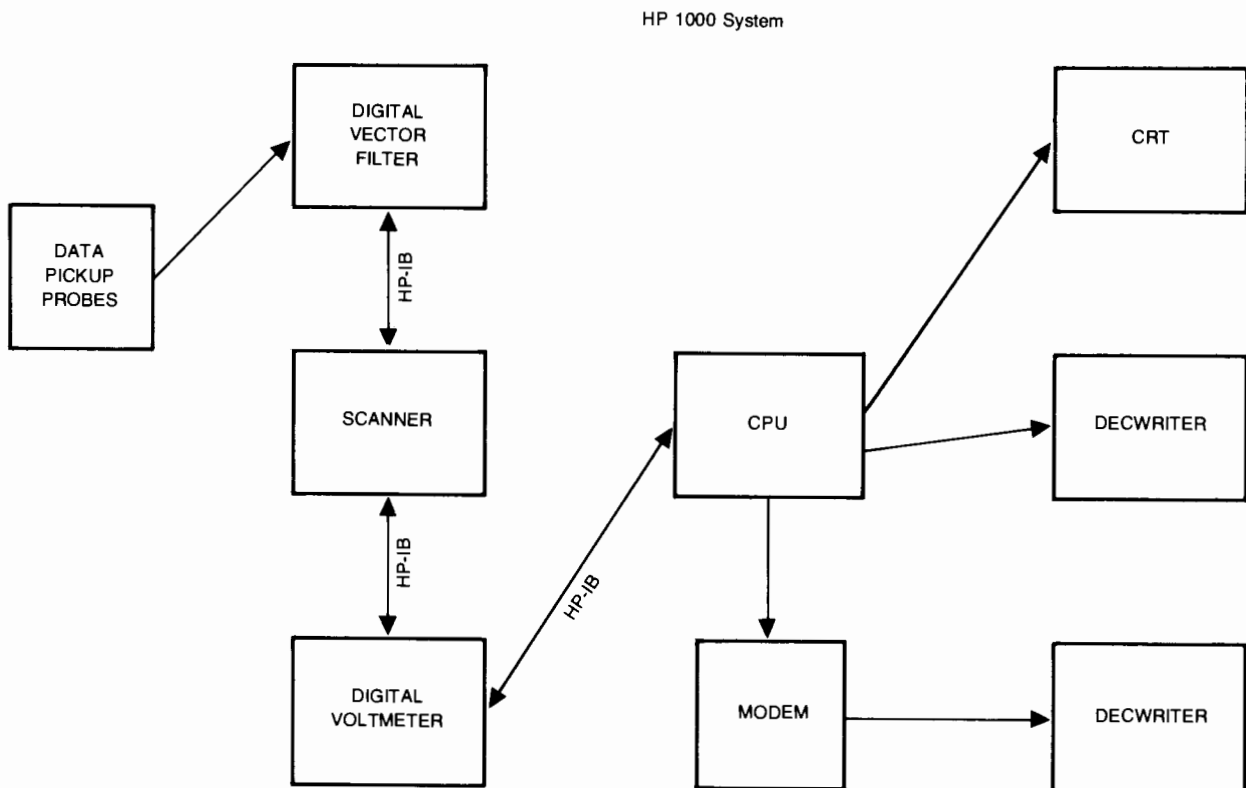 HP 1000 System
DIGITAL
VECTOR
FILTER
CRT
DATA
PICKUP
PROBES
HP-IB
SCANNER
CPU
DECWRITER
HP-IB
HP-IB
DIGITAL
VOLTMETER
MODEM
DECWRITER